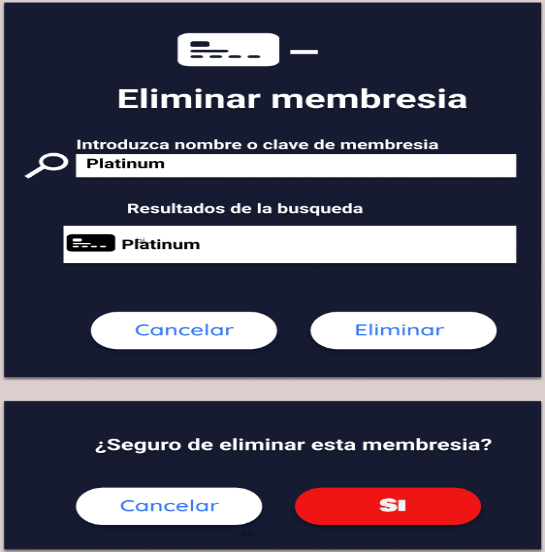 Eliminar membresia
Introduzca nombre o clave de membresia
Platinum
Resultados de la busqueda
Platinum
Cancelar Eliminar
¿Seguro de eliminar esta membresia?
Cancelar SI